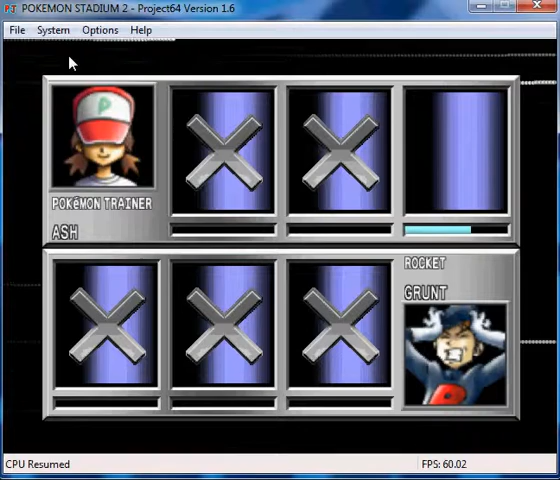 POKEMON STADIUM 2 - Project64 Version 1.6
File System Options Help
P
POKéMON TRAINER
ASH
ROCKET
GRUNT
R
CPU Resumed FPS: 60.02